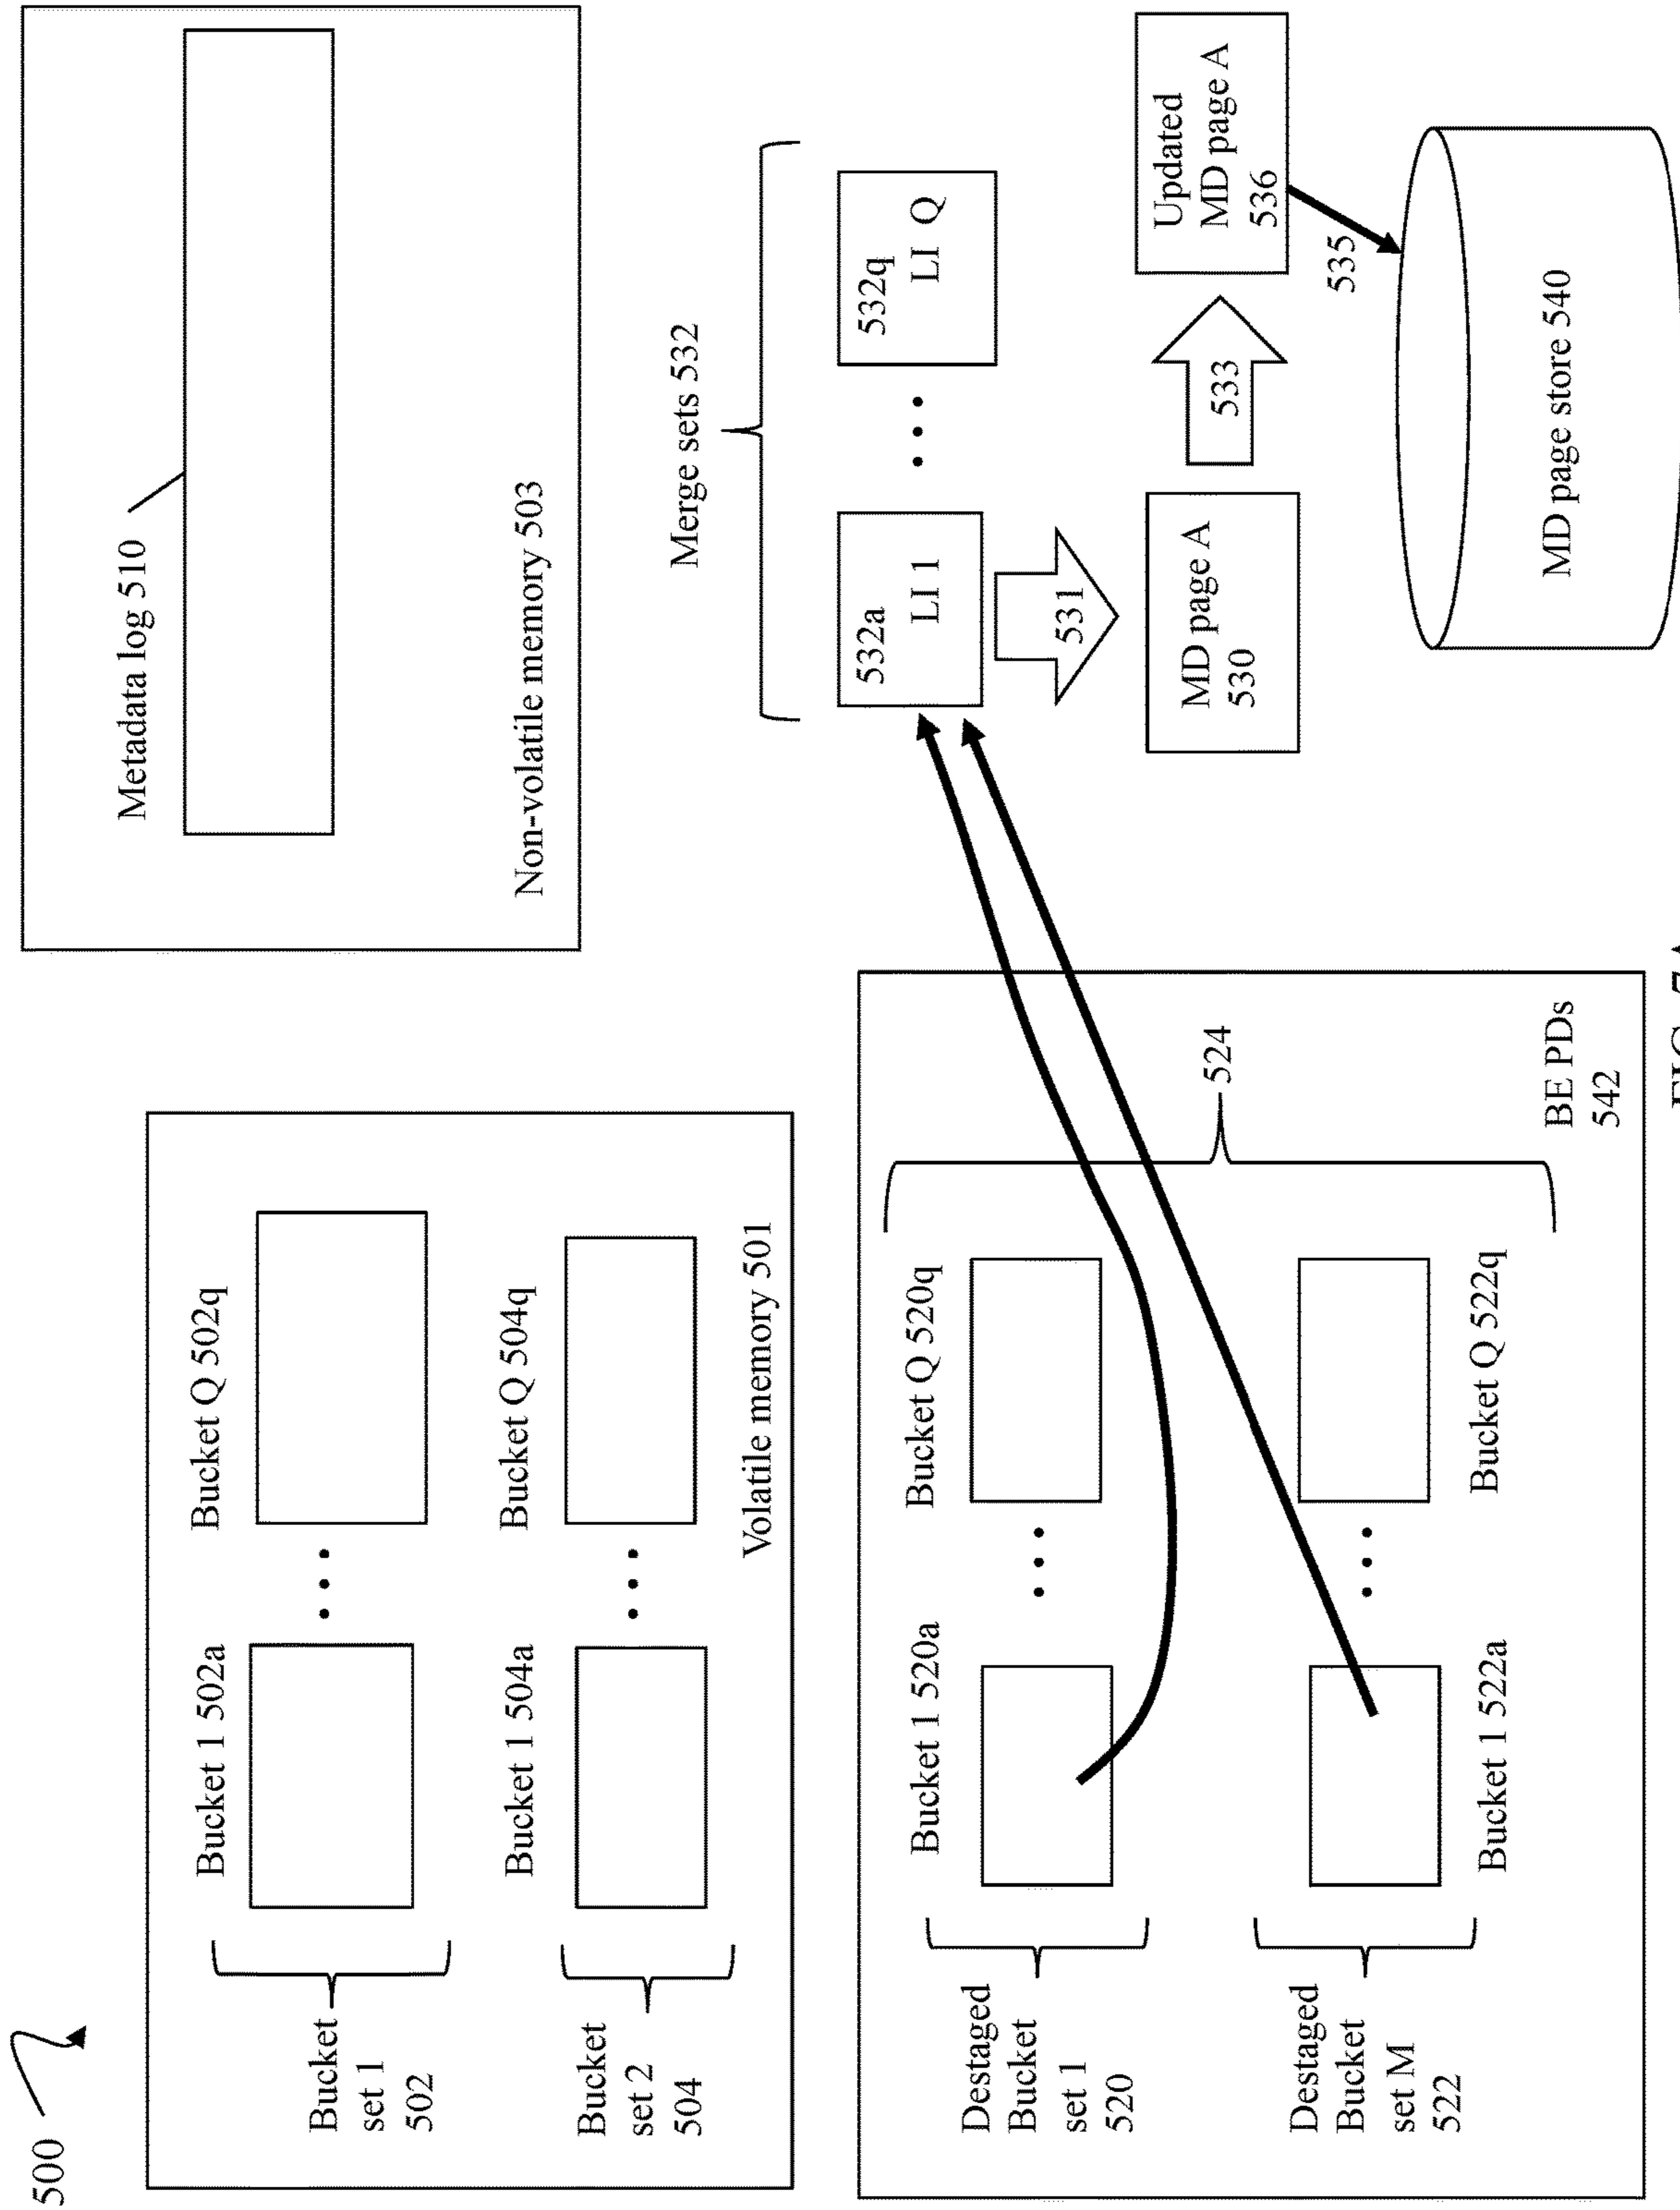 500
Metadata log 510
Non-volatile memory 503
Bucket 1 502a
Bucket Q 502q
Bucket
set 1
502
Bucket 1 504a
Bucket Q 504q
Bucket
set 2
504
Volatile memory 501
Merge sets 532
532a
LI 1
532q
LI Q
531
MD page A
530
533
Updated
MD page A
536
535
MD page store 540
Bucket 1 520a
Bucket Q 520q
Destaged
Bucket
set 1
520
524
Destaged
Bucket
set M
522
Bucket 1 522a
Bucket Q 522q
BE PDs
542
FIG.